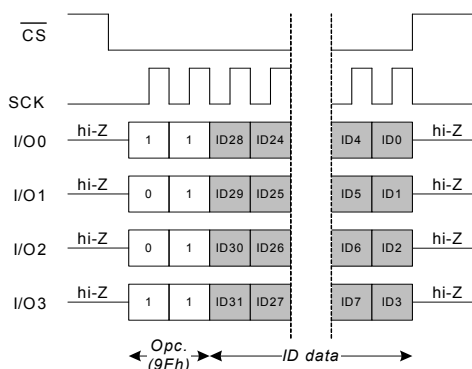 CS
SCK
I/O0 hi-Z 1 1 ID28 ID24 ID4 ID0 hi-Z
I/O1 hi-Z 0 1 ID29 ID25 ID5 ID1 hi-Z
I/O2 hi-Z 0 1 ID30 ID26 ID6 ID2 hi-Z
I/O3 hi-Z 1 1 ID31 ID27 ID7 ID3 hi-Z
Opc. ID data
(9Fh)